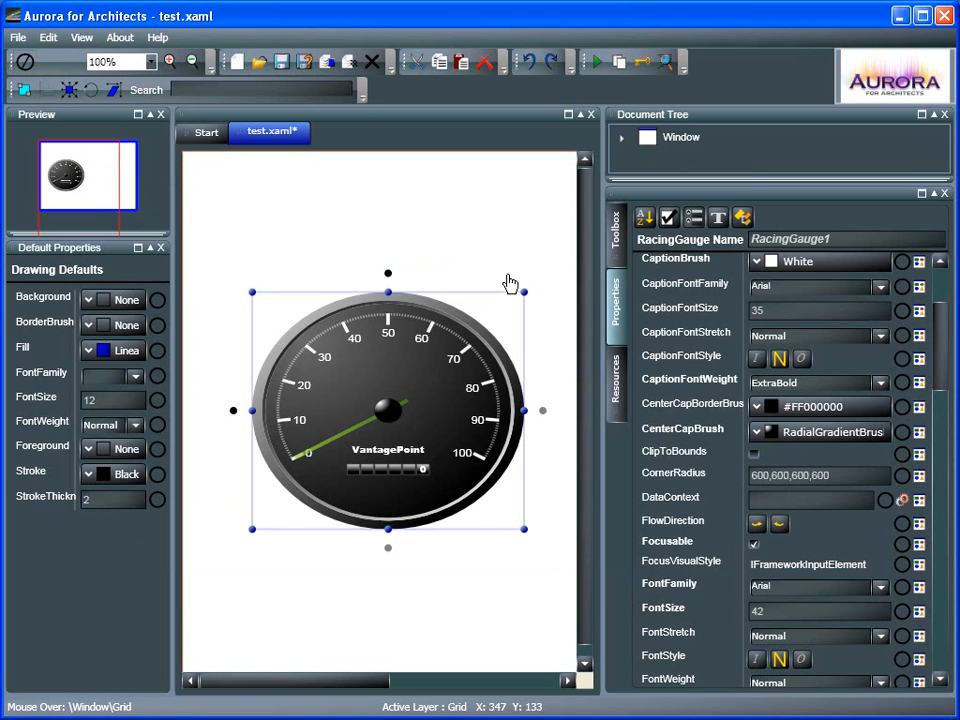 Aurora for Architects - test.xaml
File Edit View About Help
100%
Search
AURORA
FOR ARCHITECTS
Preview
Start
test.xaml*
Document Tree
Window
Default Properties
Drawing Defaults
Background None
BorderBrush None
Fill Linea
FontFamily
FontSize 12
FontWeight Normal
Foreground None
Stroke Black
StrokeThickn 2
0
10
20
30
40
50
60
70
80
90
100
VantagePoint
0
Toolbox
Properties
Resources
RacingGauge Name RacingGauge1
CaptionBrush White
CaptionFontFamily Arial
CaptionFontSize 35
CaptionFontStretch Normal
CaptionFontStyle I N O
CaptionFontWeight ExtraBold
CenterCapBorderBrus #FF000000
CenterCapBrush RadialGradientBrus
ClipToBounds
CornerRadius 600,600,600,600
DataContext
FlowDirection
Focusable
FocusVisualStyle IFrameworkInputElement
FontFamily Arial
FontSize 42
FontStretch Normal
FontStyle I N O
FontWeight Normal
Mouse Over: \Window\Grid
Active Layer : Grid X: 347 Y: 133